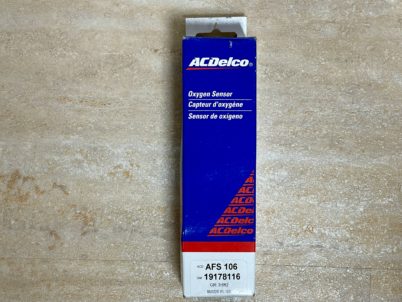 ACDelco®
Oxygen Sensor
Capteur d'oxygène
Sensor de oxígeno
ACDelco
ACDelco
ACDelco
ACDelco
ACDelco
AFS 106
19178116